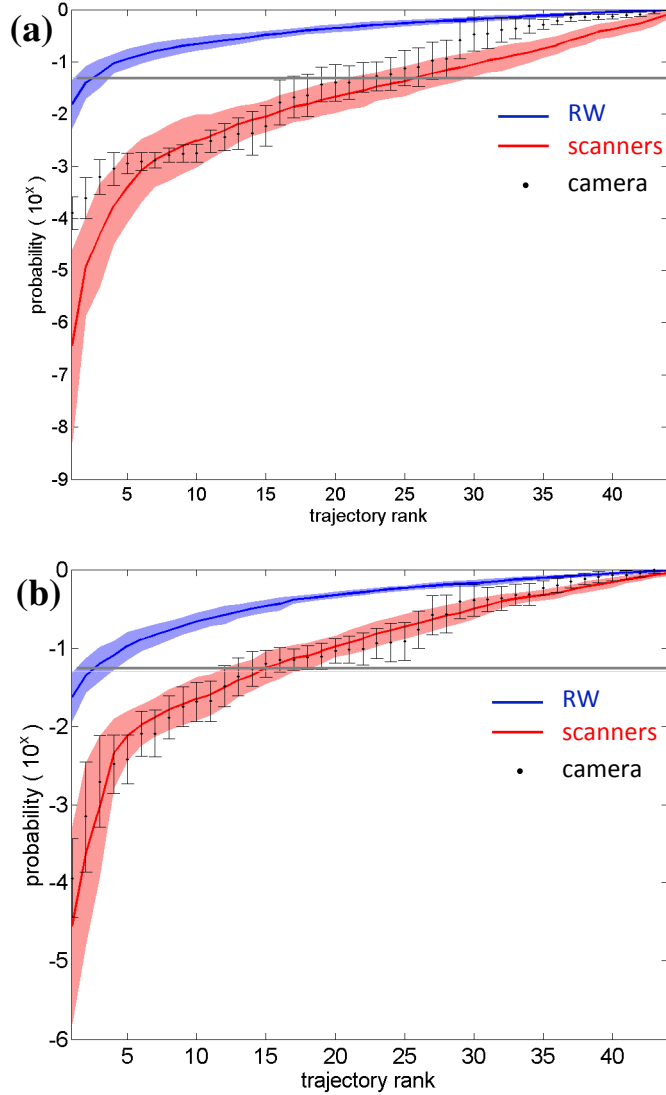 (a)
0
-1
-2
-3
-4
-5
-6
-7
-8
-9
probability ( 10^x )
RW
scanners
camera
5 10 15 20 25 30 35 40
trajectory rank
(b)
0
-1
-2
-3
-4
-5
-6
probability ( 10^x )
RW
scanners
camera
5 10 15 20 25 30 35 40
trajectory rank